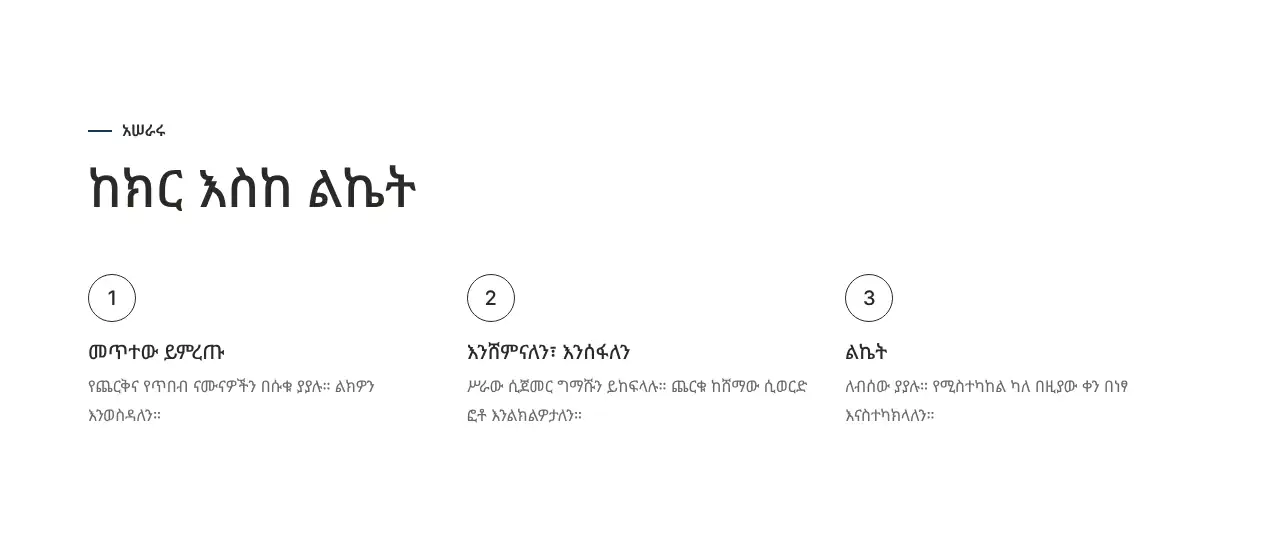 አሠራሩ
ከክር እስከ ልኬት
1
መጥተው ይምረጡ
የጨርቅና የጥበብ ናሙናዎችን በሱቁ ያያሉ። ልክዎን
እንወስዳለን።
2
እንሸምናለን፣ እንሰፋለን
ሥራው ሲጀመር ግማሹን ይከፍላሉ። ጨርቁ ከሸማው ሲወርድ
ፎቶ እንልክልዎታለን።
3
ልኬት
ለብሰው ያያሉ። የሚስተካከል ካለ በዚያው ቀን በነፃ
እናስተካክላለን።